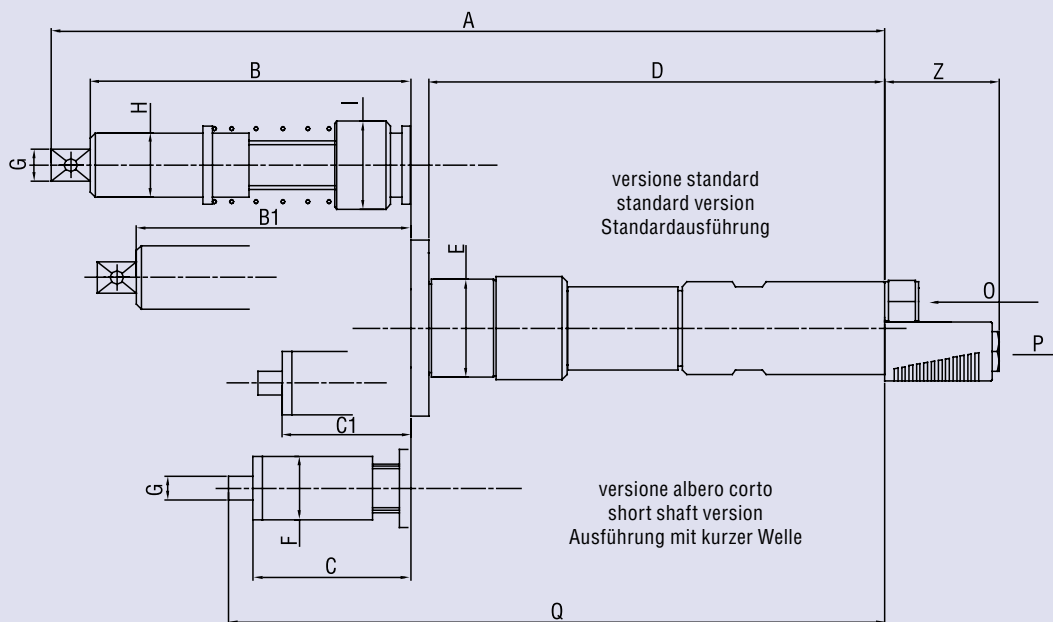 A
B
D
Z
H
I
G
versione standard
standard version
Standardausführung
B1
E
O
P
C1
G
F
versione albero corto
short shaft version
Ausführung mit kurzer Welle
C
Q